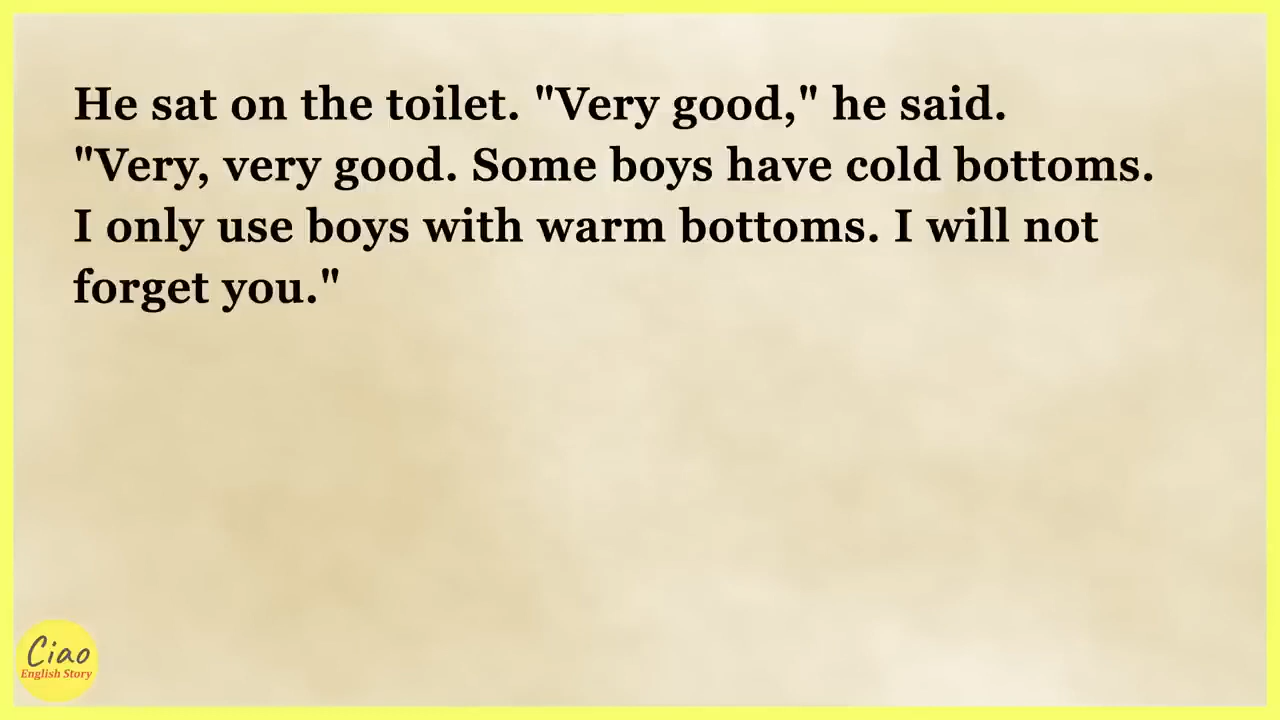 He sat on the toilet. "Very good," he said.
"Very, very good. Some boys have cold bottoms.
I only use boys with warm bottoms. I will not
forget you."
Ciao
English Story